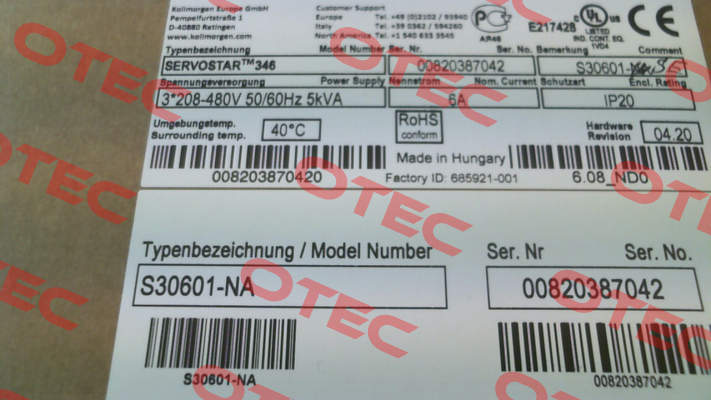 Kollmorgen Europe GmbH
Pempelfurtstraße 1
D-40880 Ratingen
www.kollmorgen.com
Customer Support
Europe Tel. +49 (0)2102 / 93940
Italy Tel. +39 0362 / 594260
North America Tel. +1 540 633 3545
E217428
UL LISTED
IND. CONT. EQ.
CE
Typenbezeichnung Model Number Ser. Nr. Ser. No. Bemerkung Comment
SERVOSTAR™346 00820387042 S30601-
Spannungsversorgung Power Supply Nennstrom Nom. Current Schutzart Encl. Rating
3*208-480V 50/60Hz 5kVA 6A IP20
Umgebungstemp.
Surrounding temp. 40°C
RoHS
conform
Hardware
Revision 04.20
Made in Hungary
008203870420 Factory ID: 685921-001 6.08_ND0
Typenbezeichnung / Model Number Ser. Nr Ser. No.
S30601-NA 00820387042
S30601-NA 00820387042
OTEC